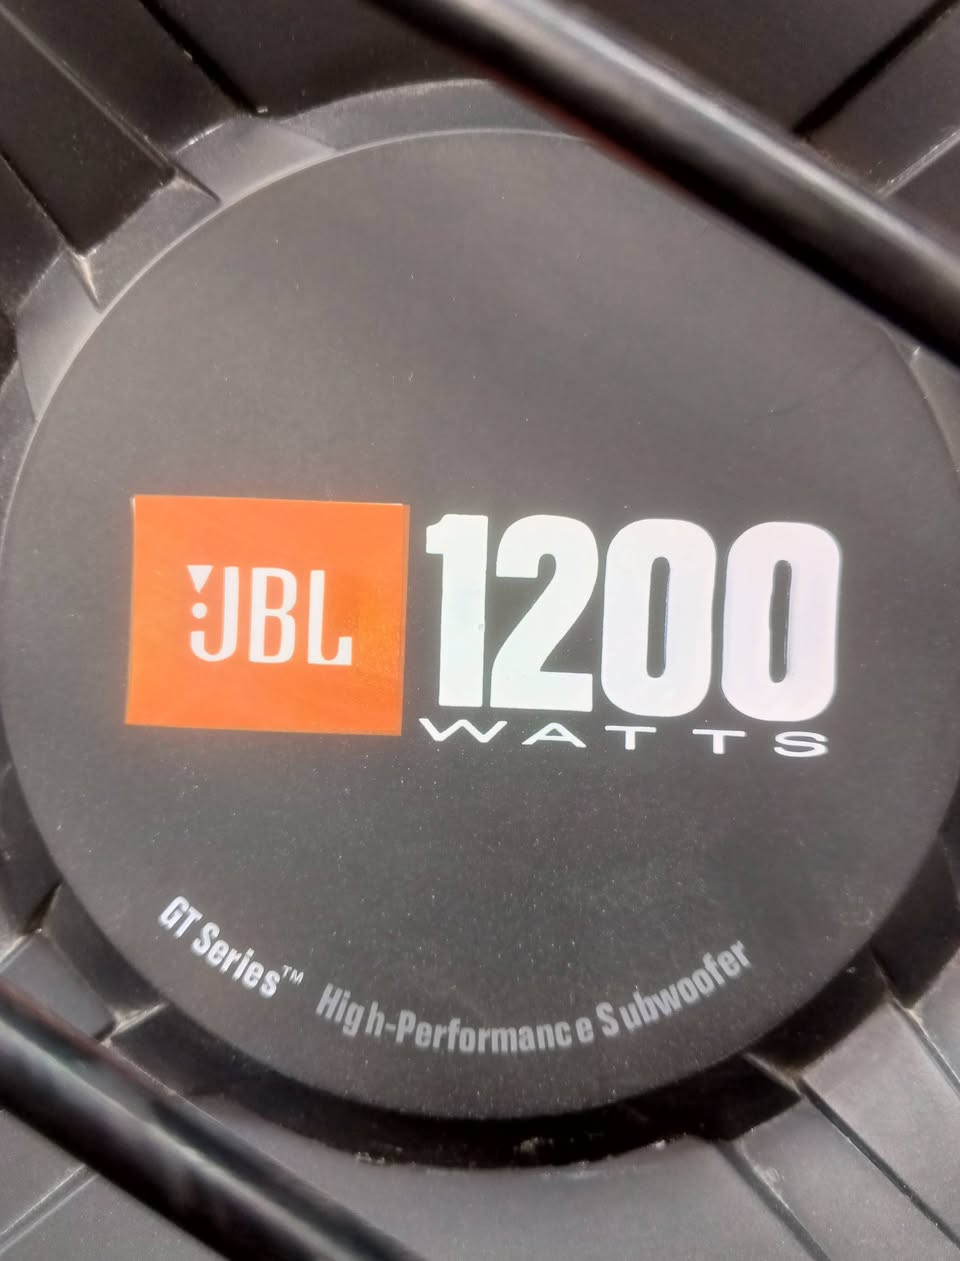 JBL
1200
WATTS
GT Series™ High-Performance Subwoofer